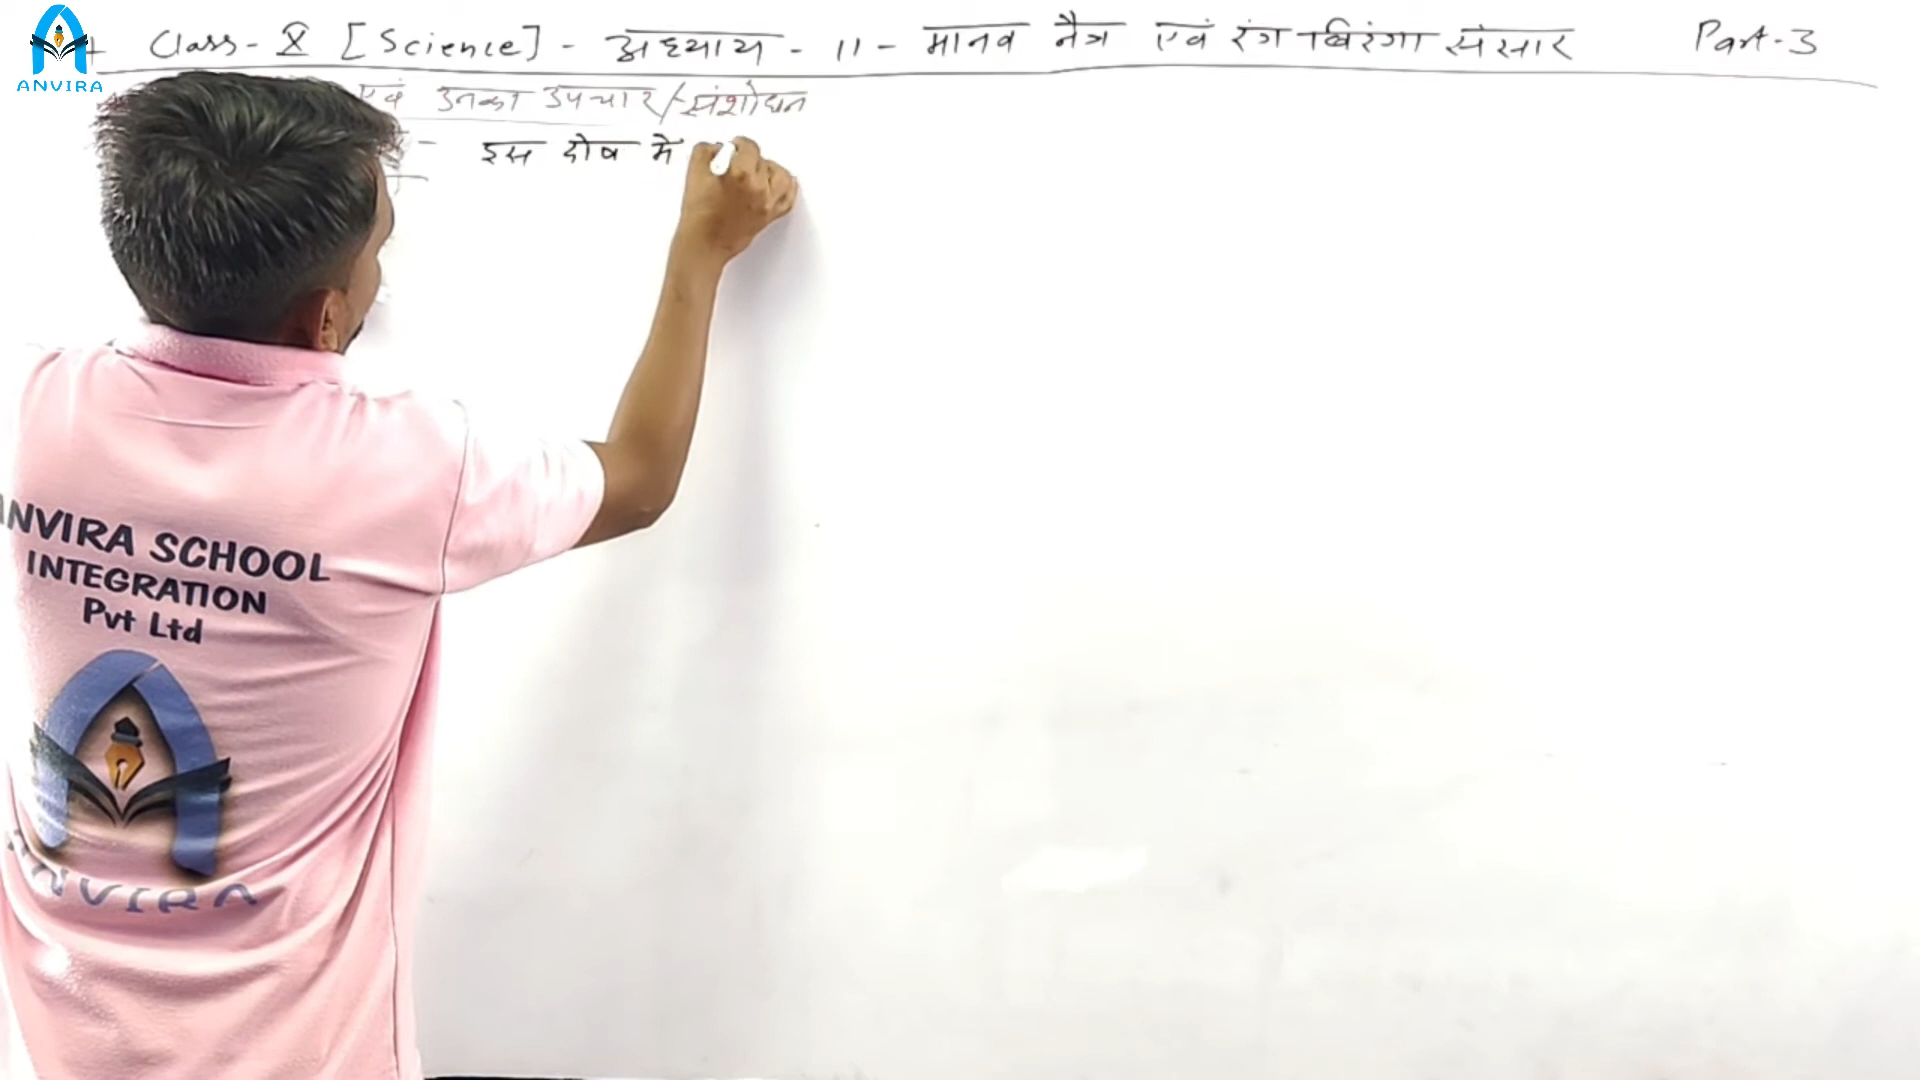 Class - X [Science] - अध्याय - 11 - मानव नैत्र एवं रंग बिरंगा संसार Part-3
एवं उनका उपचार/संशोधन
इस दोष में
ANVIRA
ANVIRA SCHOOL
INTEGRATION
Pvt Ltd
ANVIRA